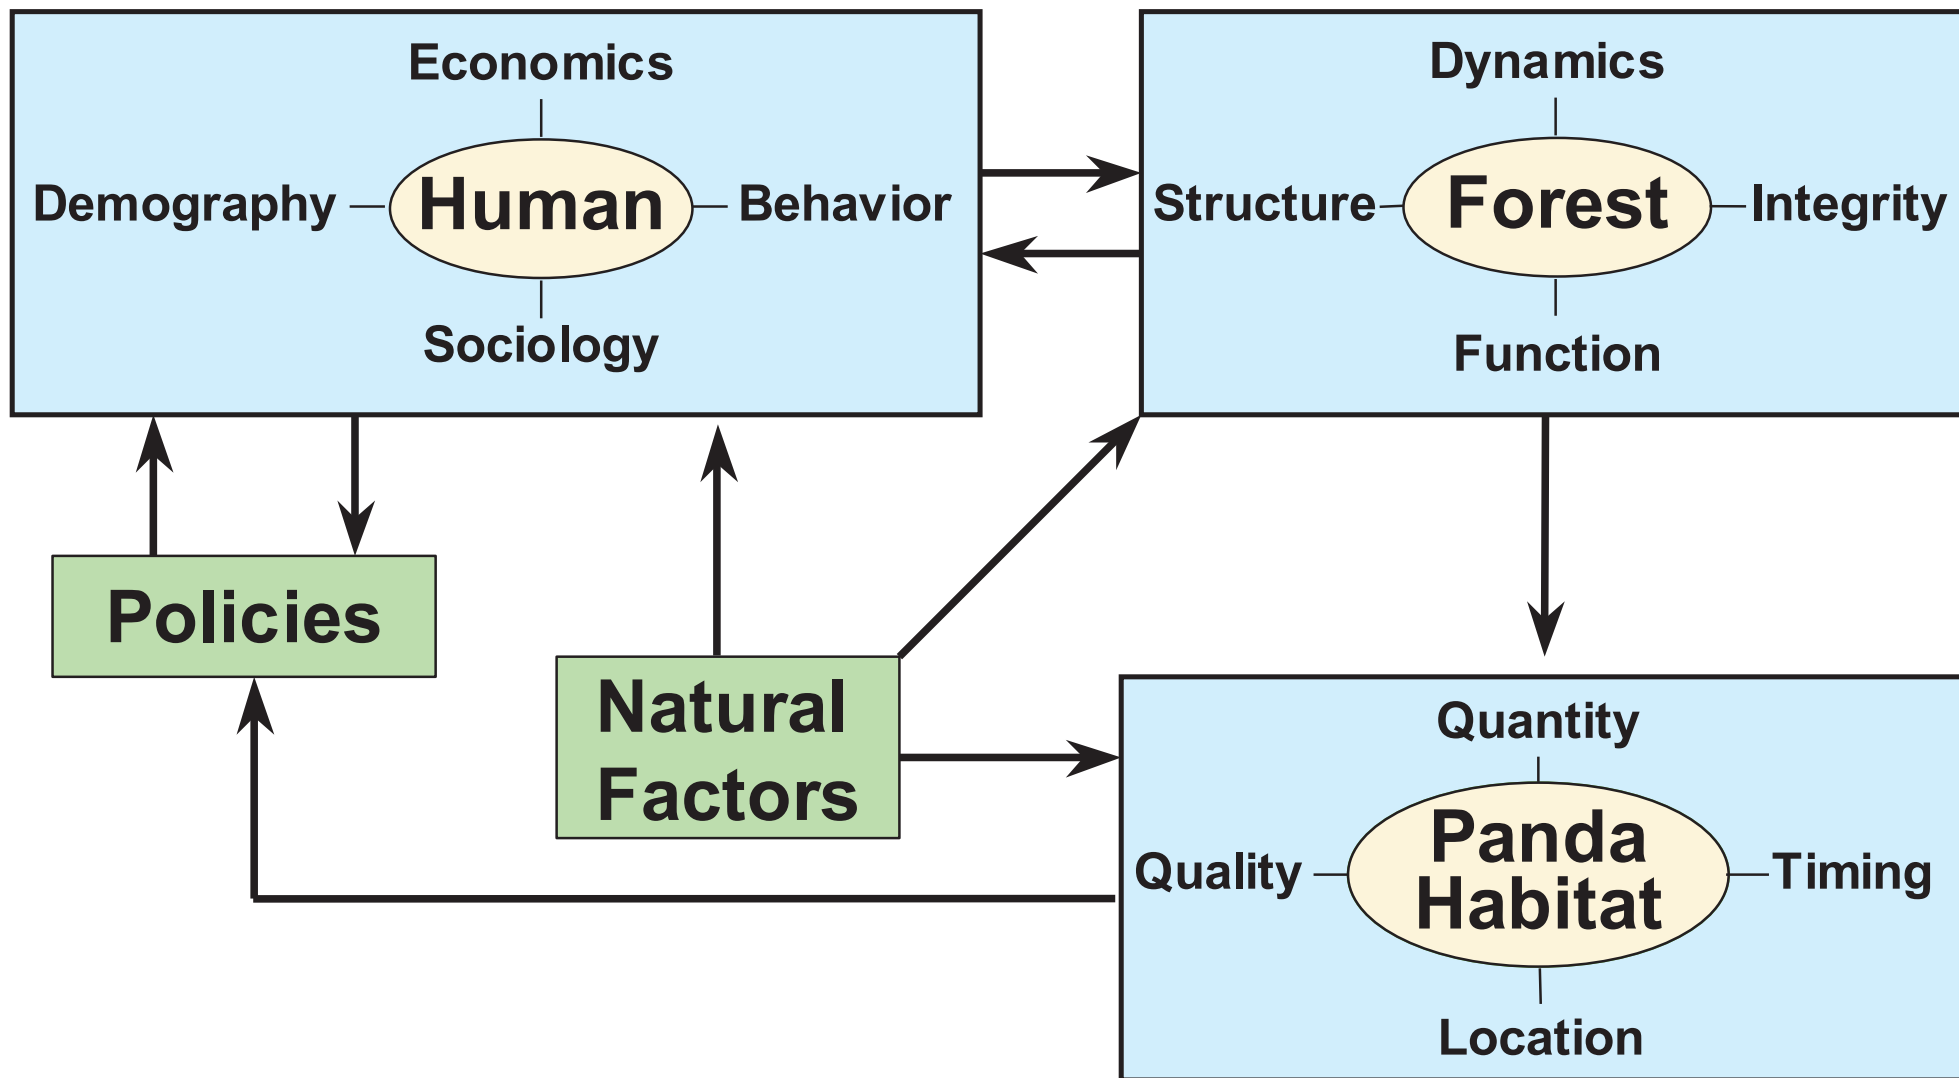 Economics
Demography
Human
Behavior
Sociology
Dynamics
Structure
Forest
Integrity
Function
Policies
Natural
Factors
Quantity
Quality
Panda
Habitat
Timing
Location